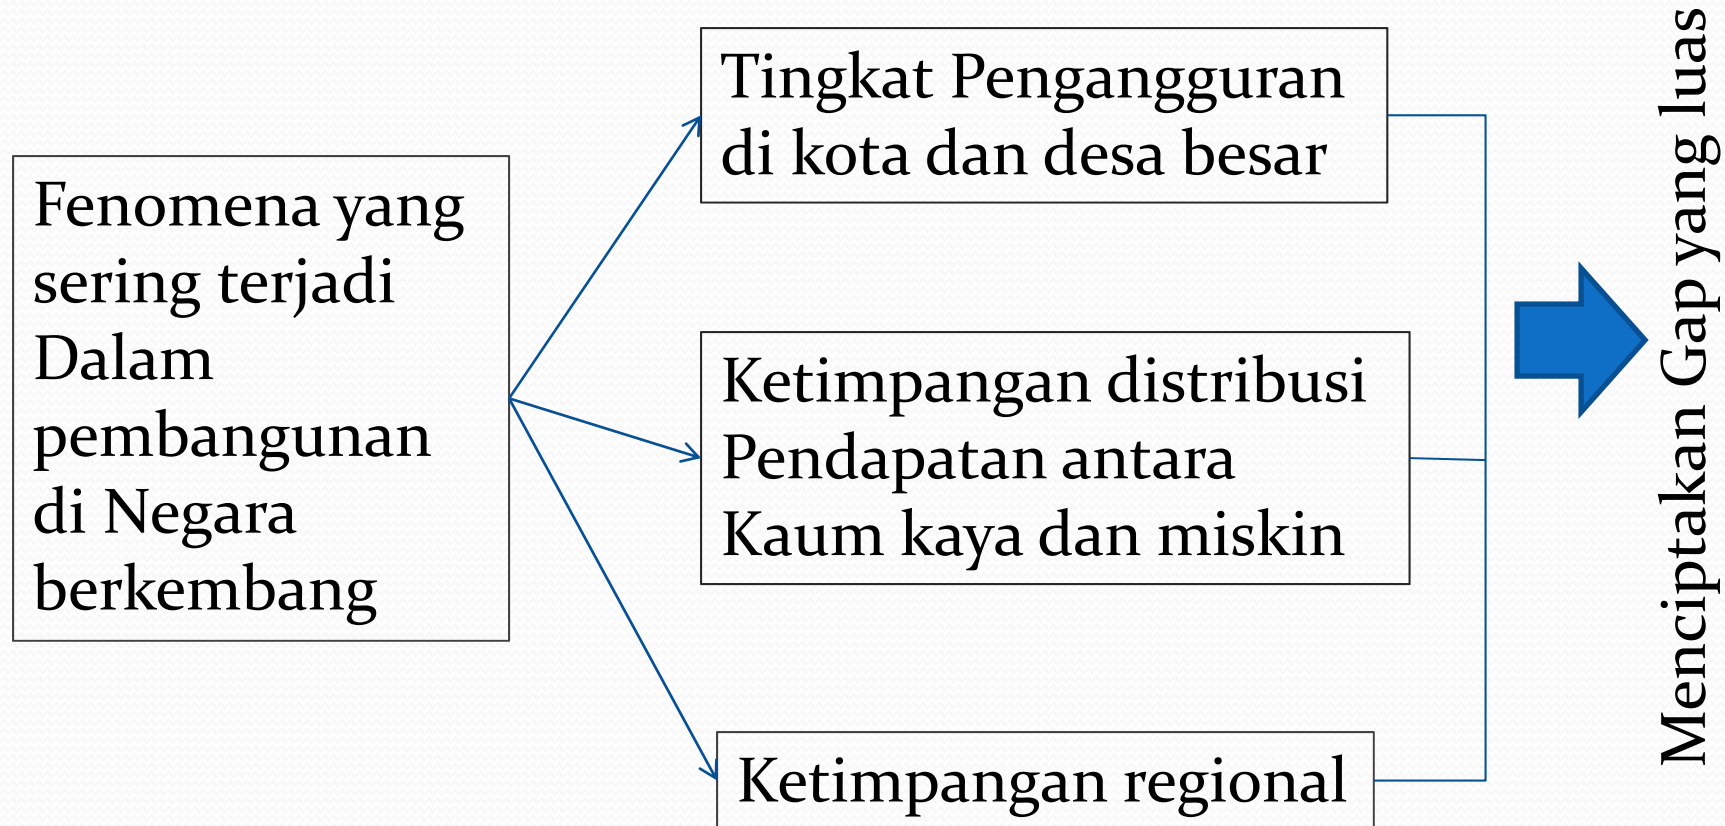 Fenomena yang
sering terjadi
Dalam
pembangunan
di Negara
berkembang
Tingkat Pengangguran
di kota dan desa besar
Ketimpangan distribusi
Pendapatan antara
Kaum kaya dan miskin
Ketimpangan regional
Menciptakan Gap yang luas